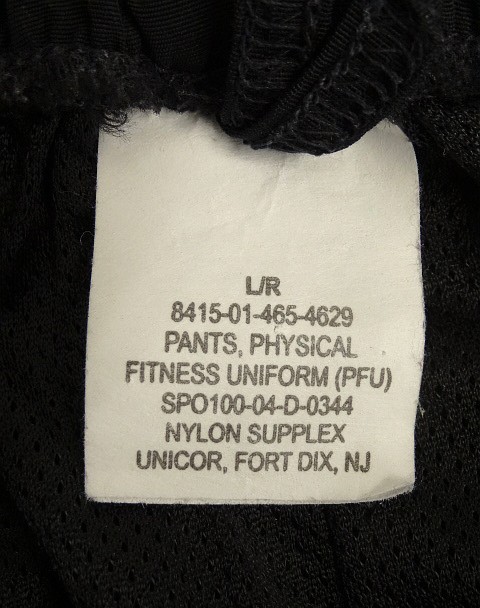 L/R
8415-01-465-4629
PANTS, PHYSICAL
FITNESS UNIFORM (PFU)
SPO100-04-D-0344
NYLON SUPPLEX
UNICOR, FORT DIX, NJ